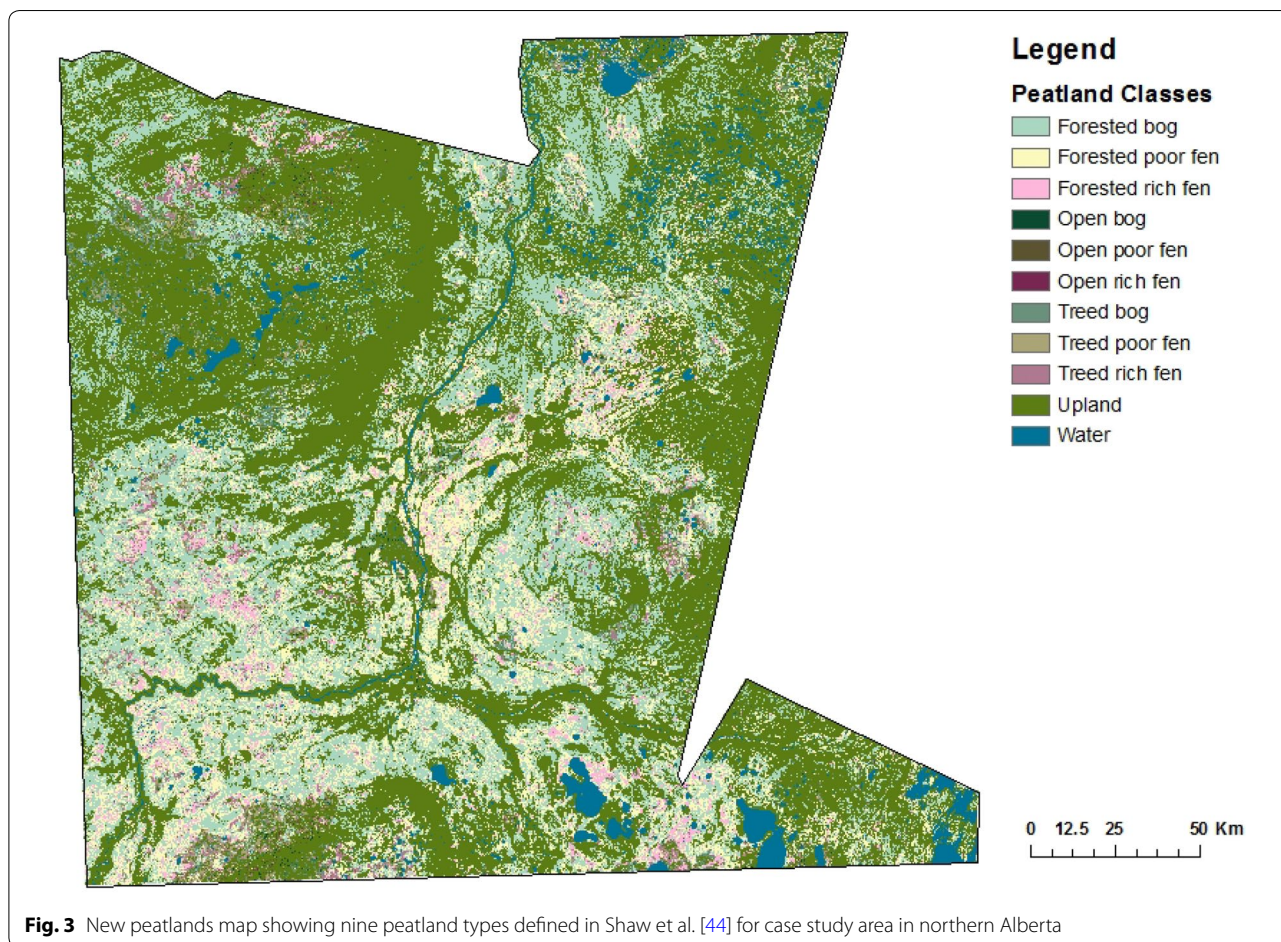 Legend
Peatland Classes
Forested bog
Forested poor fen
Forested rich fen
Open bog
Open poor fen
Open rich fen
Treed bog
Treed poor fen
Treed rich fen
Upland
Water
0 12.5 25 50 Km
Fig. 3 New peatlands map showing nine peatland types defined in Shaw et al. [44] for case study area in northern Alberta